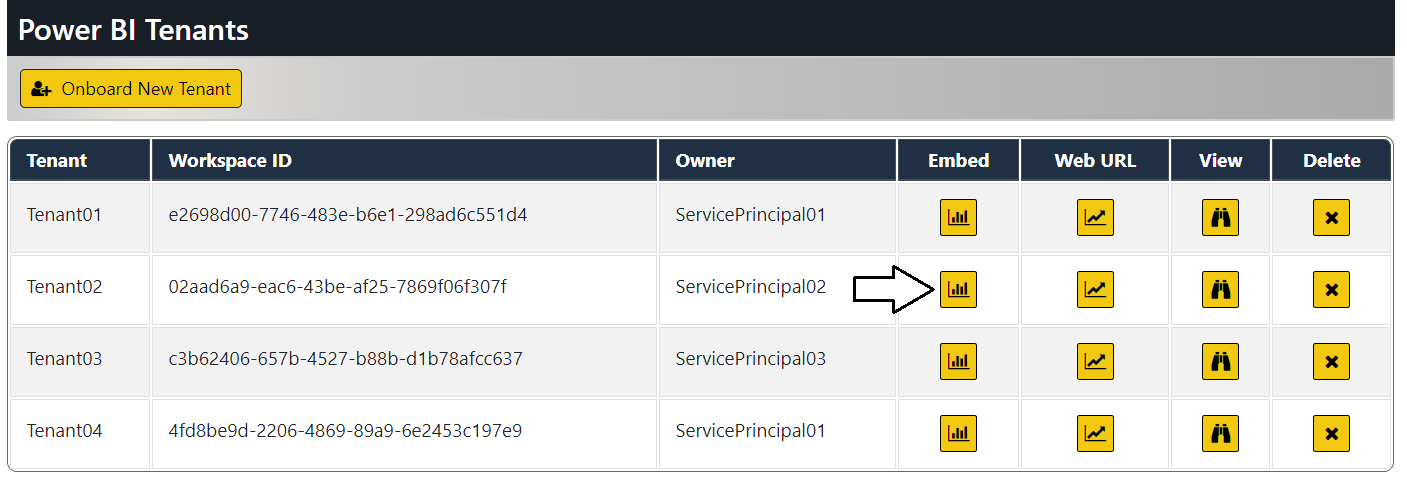 Power BI Tenants
Onboard New Tenant
Tenant Workspace ID Owner Embed Web URL View Delete
Tenant01 e2698d00-7746-483e-b6e1-298ad6c551d4 ServicePrincipal01
Tenant02 02aad6a9-eac6-43be-af25-7869f06f307f ServicePrincipal02
Tenant03 c3b62406-657b-4527-b88b-d1b78afcc637 ServicePrincipal03
Tenant04 4fd8be9d-2206-4869-89a9-6e2453c197e9 ServicePrincipal01